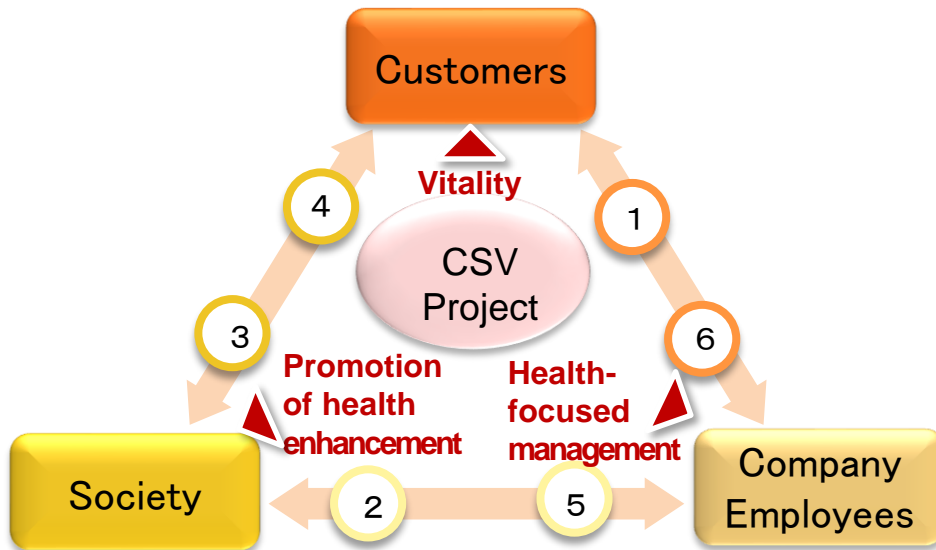 Customers
Vitality
4
1
CSV
Project
3
6
Promotion
of health
enhancement
Health-
focused
management
Society
2
5
Company
Employees